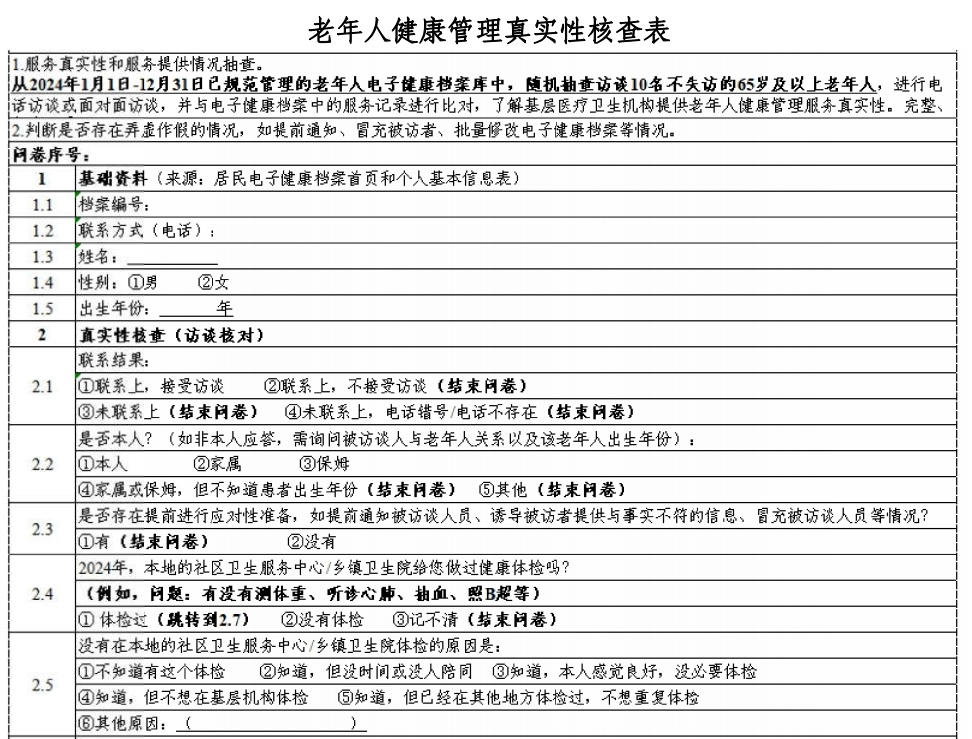 老年人健康管理真实性核查表
1.服务真实性和服务提供情况抽查。
从2024年1月1日-12月31日已规范管理的老年人电子健康档案库中，随机抽查访谈10名不失访的65岁及以上老年人，进行电
话访谈或面对面访谈，并与电子健康档案中的服务记录进行比对，了解基层医疗卫生机构提供老年人健康管理服务真实性。完整、
2.判断是否存在弄虚作假的情况，如提前通知、冒充被访者、批量修改电子健康档案等情况。
问卷序号：
1 基础资料（来源：居民电子健康档案首页和个人基本信息表）
1.1 档案编号：
1.2 联系方式（电话）：
1.3 姓名：
1.4 性别：①男 ②女
1.5 出生年份：______年
2 真实性核查（访谈核对）
联系结果：
2.1 ①联系上，接受访谈 ②联系上，不接受访谈（结束问卷）
③未联系上（结束问卷） ④未联系上，电话错号/电话不存在（结束问卷）
是否本人？（如非本人应答，需询问被访谈人与老年人关系以及该老年人出生年份）：
2.2 ①本人 ②家属 ③保姆
④家属或保姆，但不知道患者出生年份（结束问卷） ⑤其他（结束问卷）
2.3 是否存在提前进行应对性准备，如提前通知被访谈人员、诱导被访者提供与事实不符的信息、冒充被访谈人员等情况？
①有（结束问卷） ②没有
2024年，本地的社区卫生服务中心/乡镇卫生院给您做过健康体检吗？
2.4 （例如，问题：有没有测体重、听诊心肺、抽血、照B超等）
① 体检过（跳转到2.7） ②没有体检 ③记不清（结束问卷）
没有在本地的社区卫生服务中心/乡镇卫生院体检的原因是：
2.5 ①不知道有这个体检 ②知道，但没时间或没人陪同 ③知道，本人感觉良好，没必要体检
④知道，但不想在基层机构体检 ⑤知道，但已经在其他地方体检过，不想重复体检
⑥其他原因：（ ）